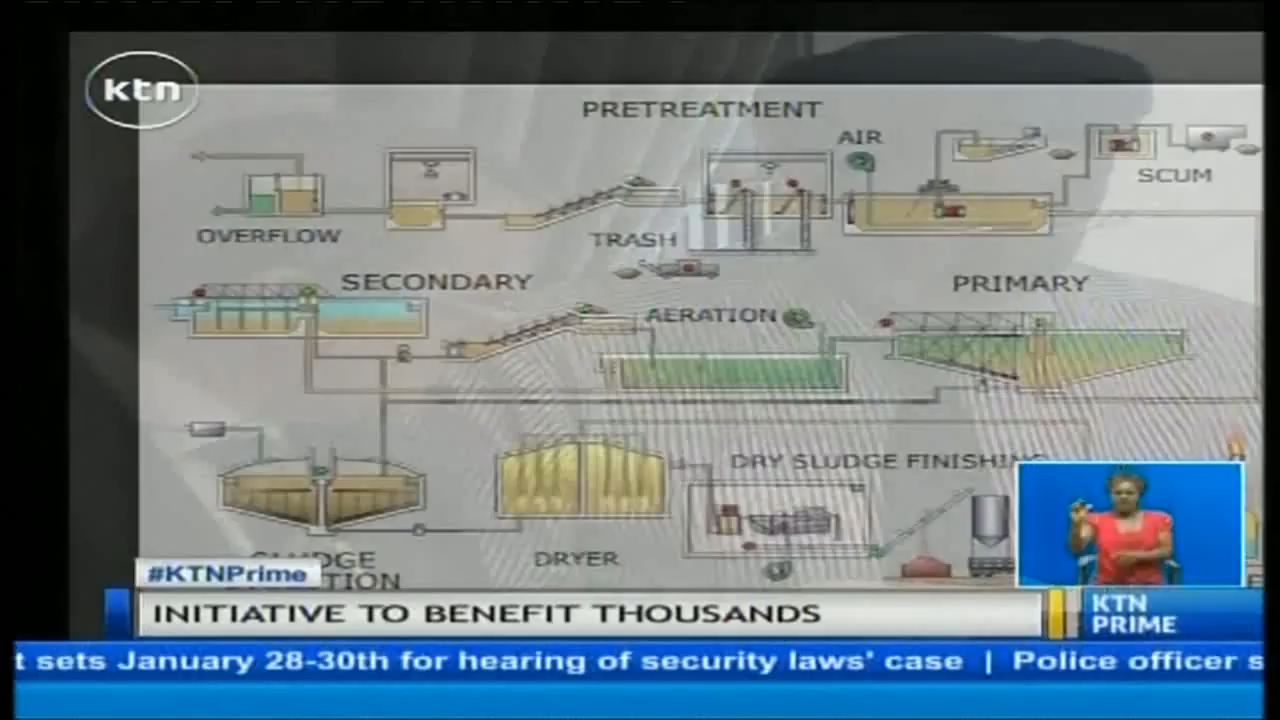 ktn
PRETREATMENT
AIR
SCUM
OVERFLOW
TRASH
SECONDARY
PRIMARY
AERATION
DRY SLUDGE FINISHING
DRYER
#KTNPrime
INITIATIVE TO BENEFIT THOUSANDS
KTN
PRIME
t sets January 28-30th for hearing of security laws' case | Police officer s